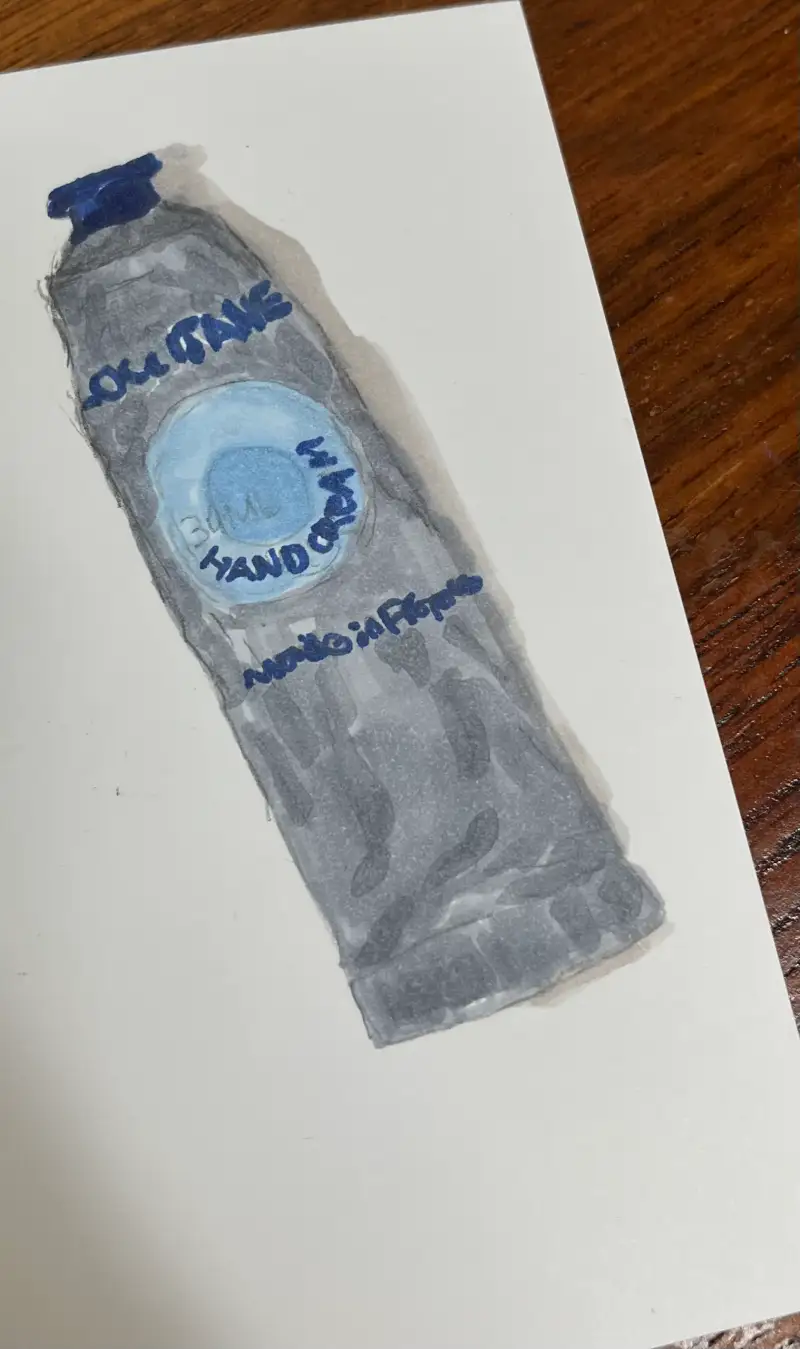 L'OCCITANE
30ML
HAND CREAM
made in France